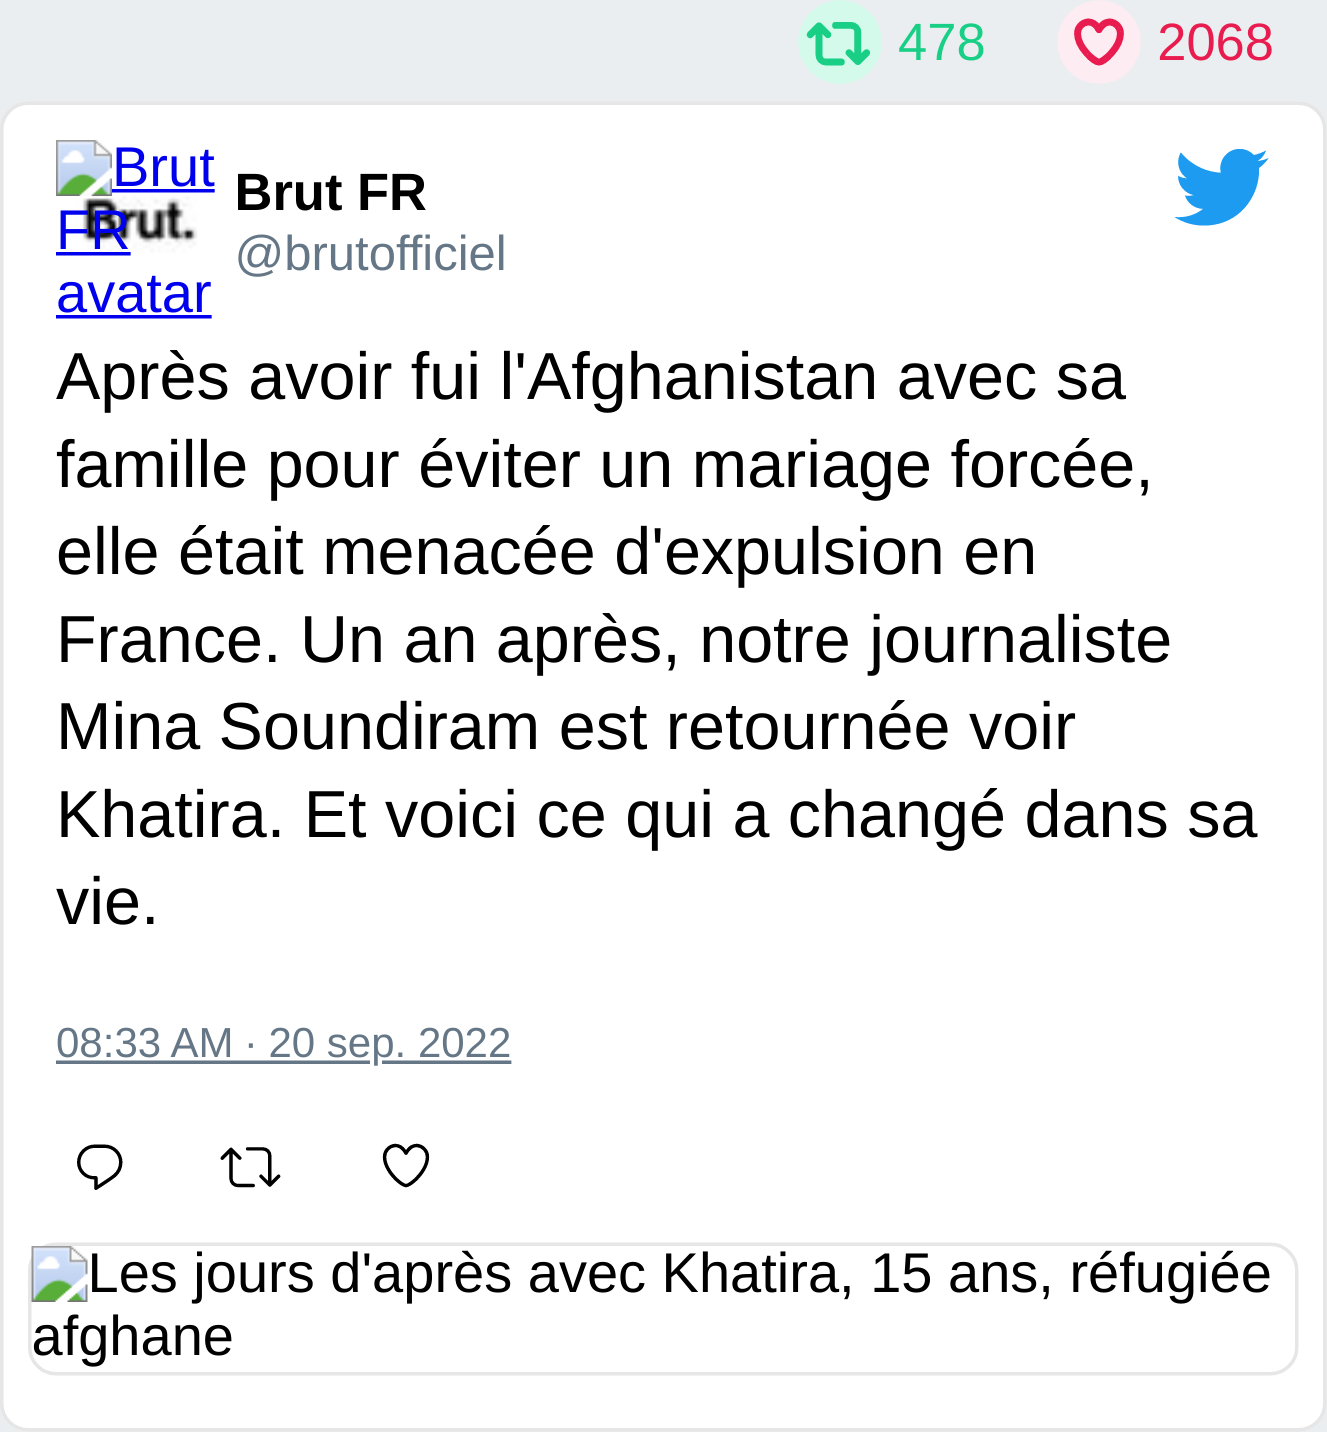 478 2068
Brut
FR
avatar
Brut.
Brut FR
@brutofficiel
Après avoir fui l'Afghanistan avec sa
famille pour éviter un mariage forcée,
elle était menacée d'expulsion en
France. Un an après, notre journaliste
Mina Soundiram est retournée voir
Khatira. Et voici ce qui a changé dans sa
vie.
08:33 AM · 20 sep. 2022
Les jours d'après avec Khatira, 15 ans, réfugiée
afghane